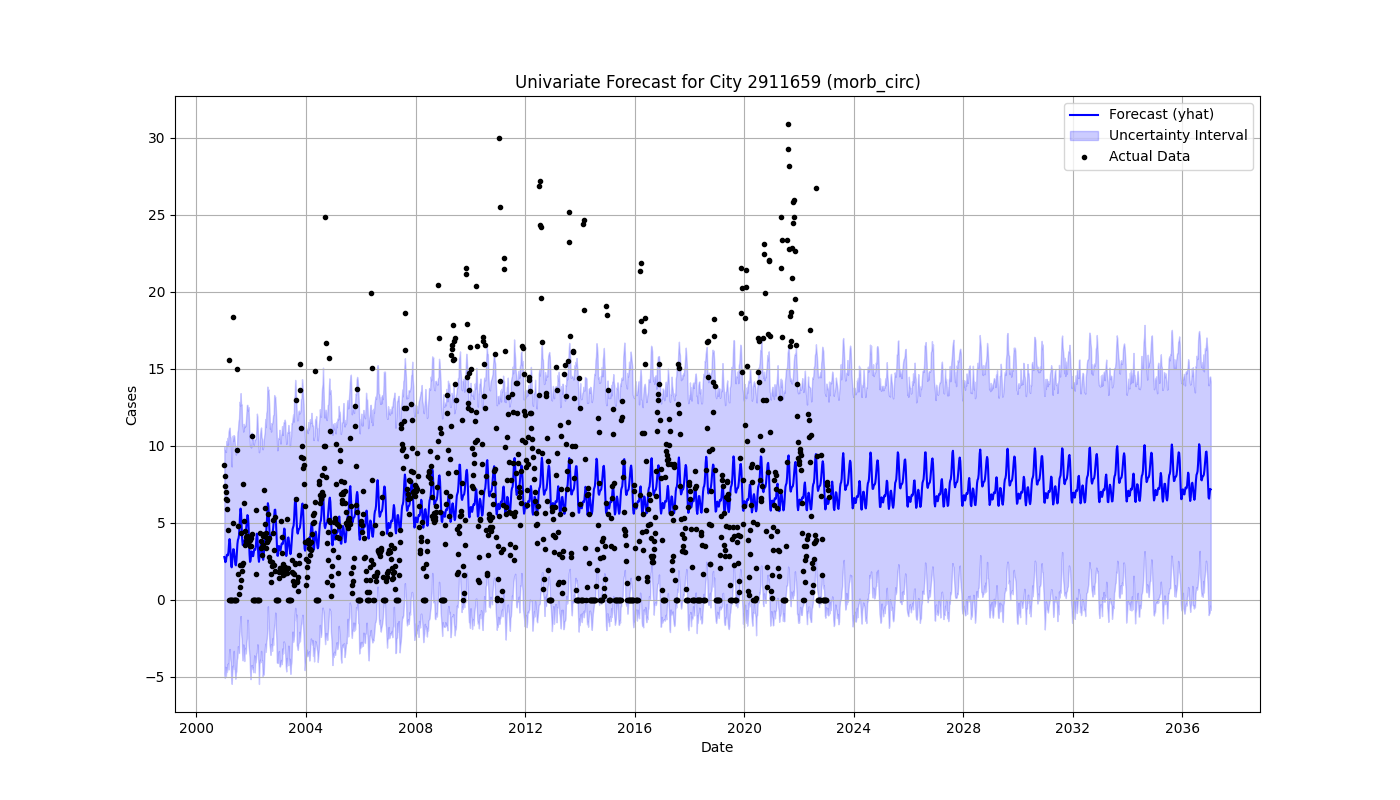 Univariate Forecast for City 2911659 (morb_circ)
Forecast (yhat)
Uncertainty Interval
Actual Data
30
25
20
15
10
5
0
−5
Cases
2000 2004 2008 2012 2016 2020 2024 2028 2032 2036
Date